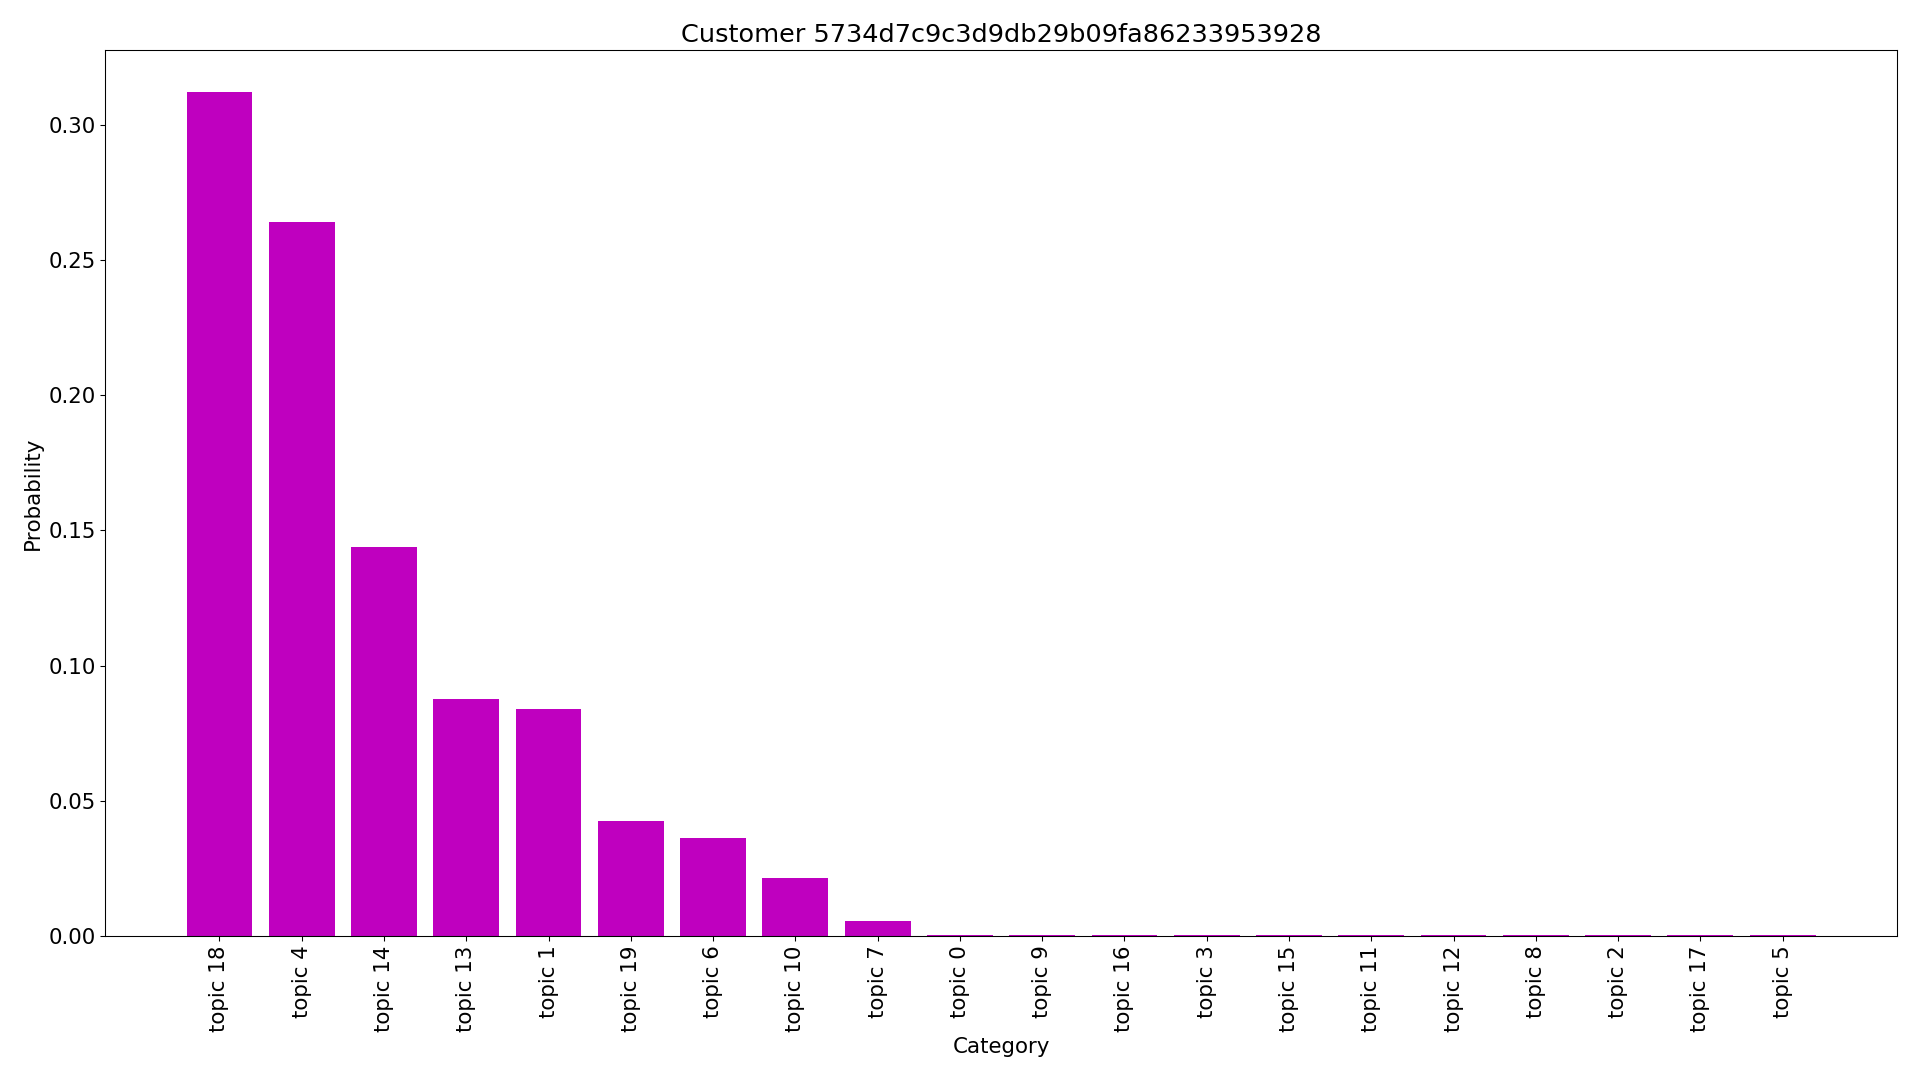 Customer 5734d7c9c3d9db29b09fa86233953928
Probability
0.30
0.25
0.20
0.15
0.10
0.05
0.00
topic 18
topic 4
topic 14
topic 13
topic 1
topic 19
topic 6
topic 10
topic 7
topic 0
topic 9
topic 16
topic 3
topic 15
topic 11
topic 12
topic 8
topic 2
topic 17
topic 5
Category